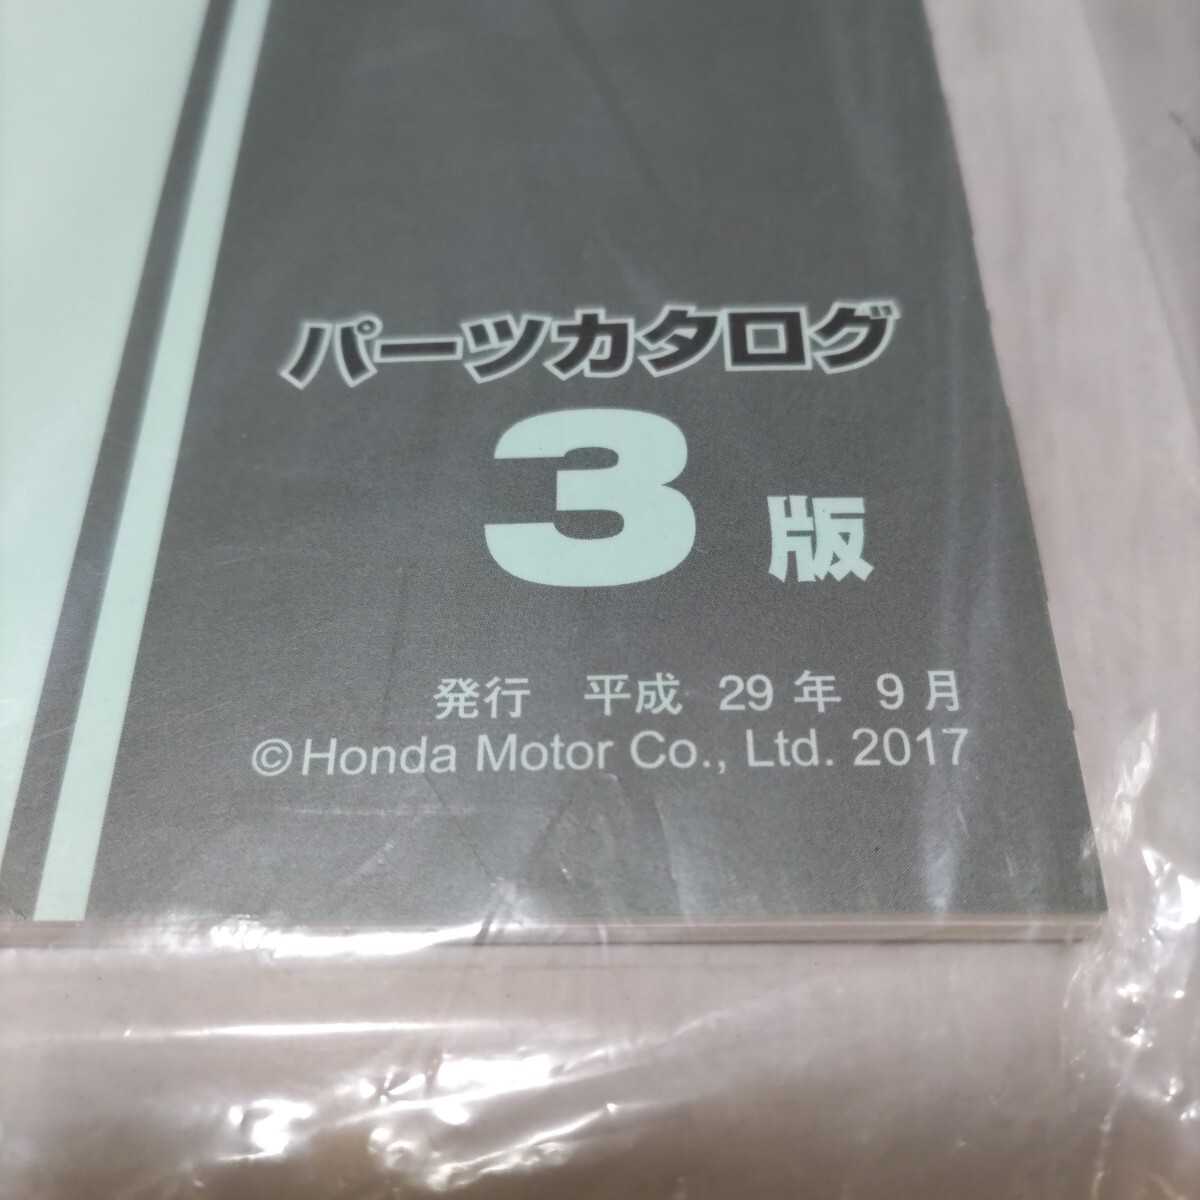 パーツカタログ
3 版
発行 平成 29 年 9 月
©Honda Motor Co., Ltd. 2017